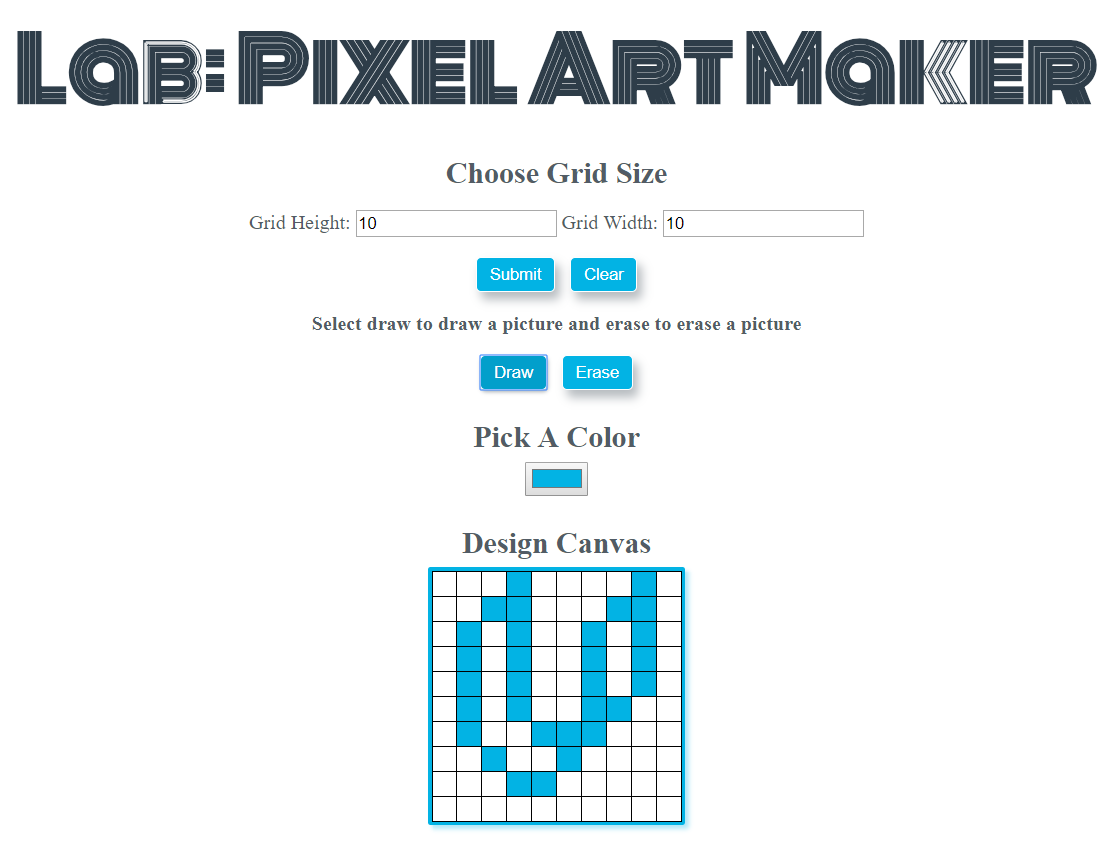 Lab: Pixel Art Maker
Choose Grid Size
Grid Height: 10 Grid Width: 10
Submit Clear
Select draw to draw a picture and erase to erase a picture
Draw Erase
Pick A Color
Design Canvas